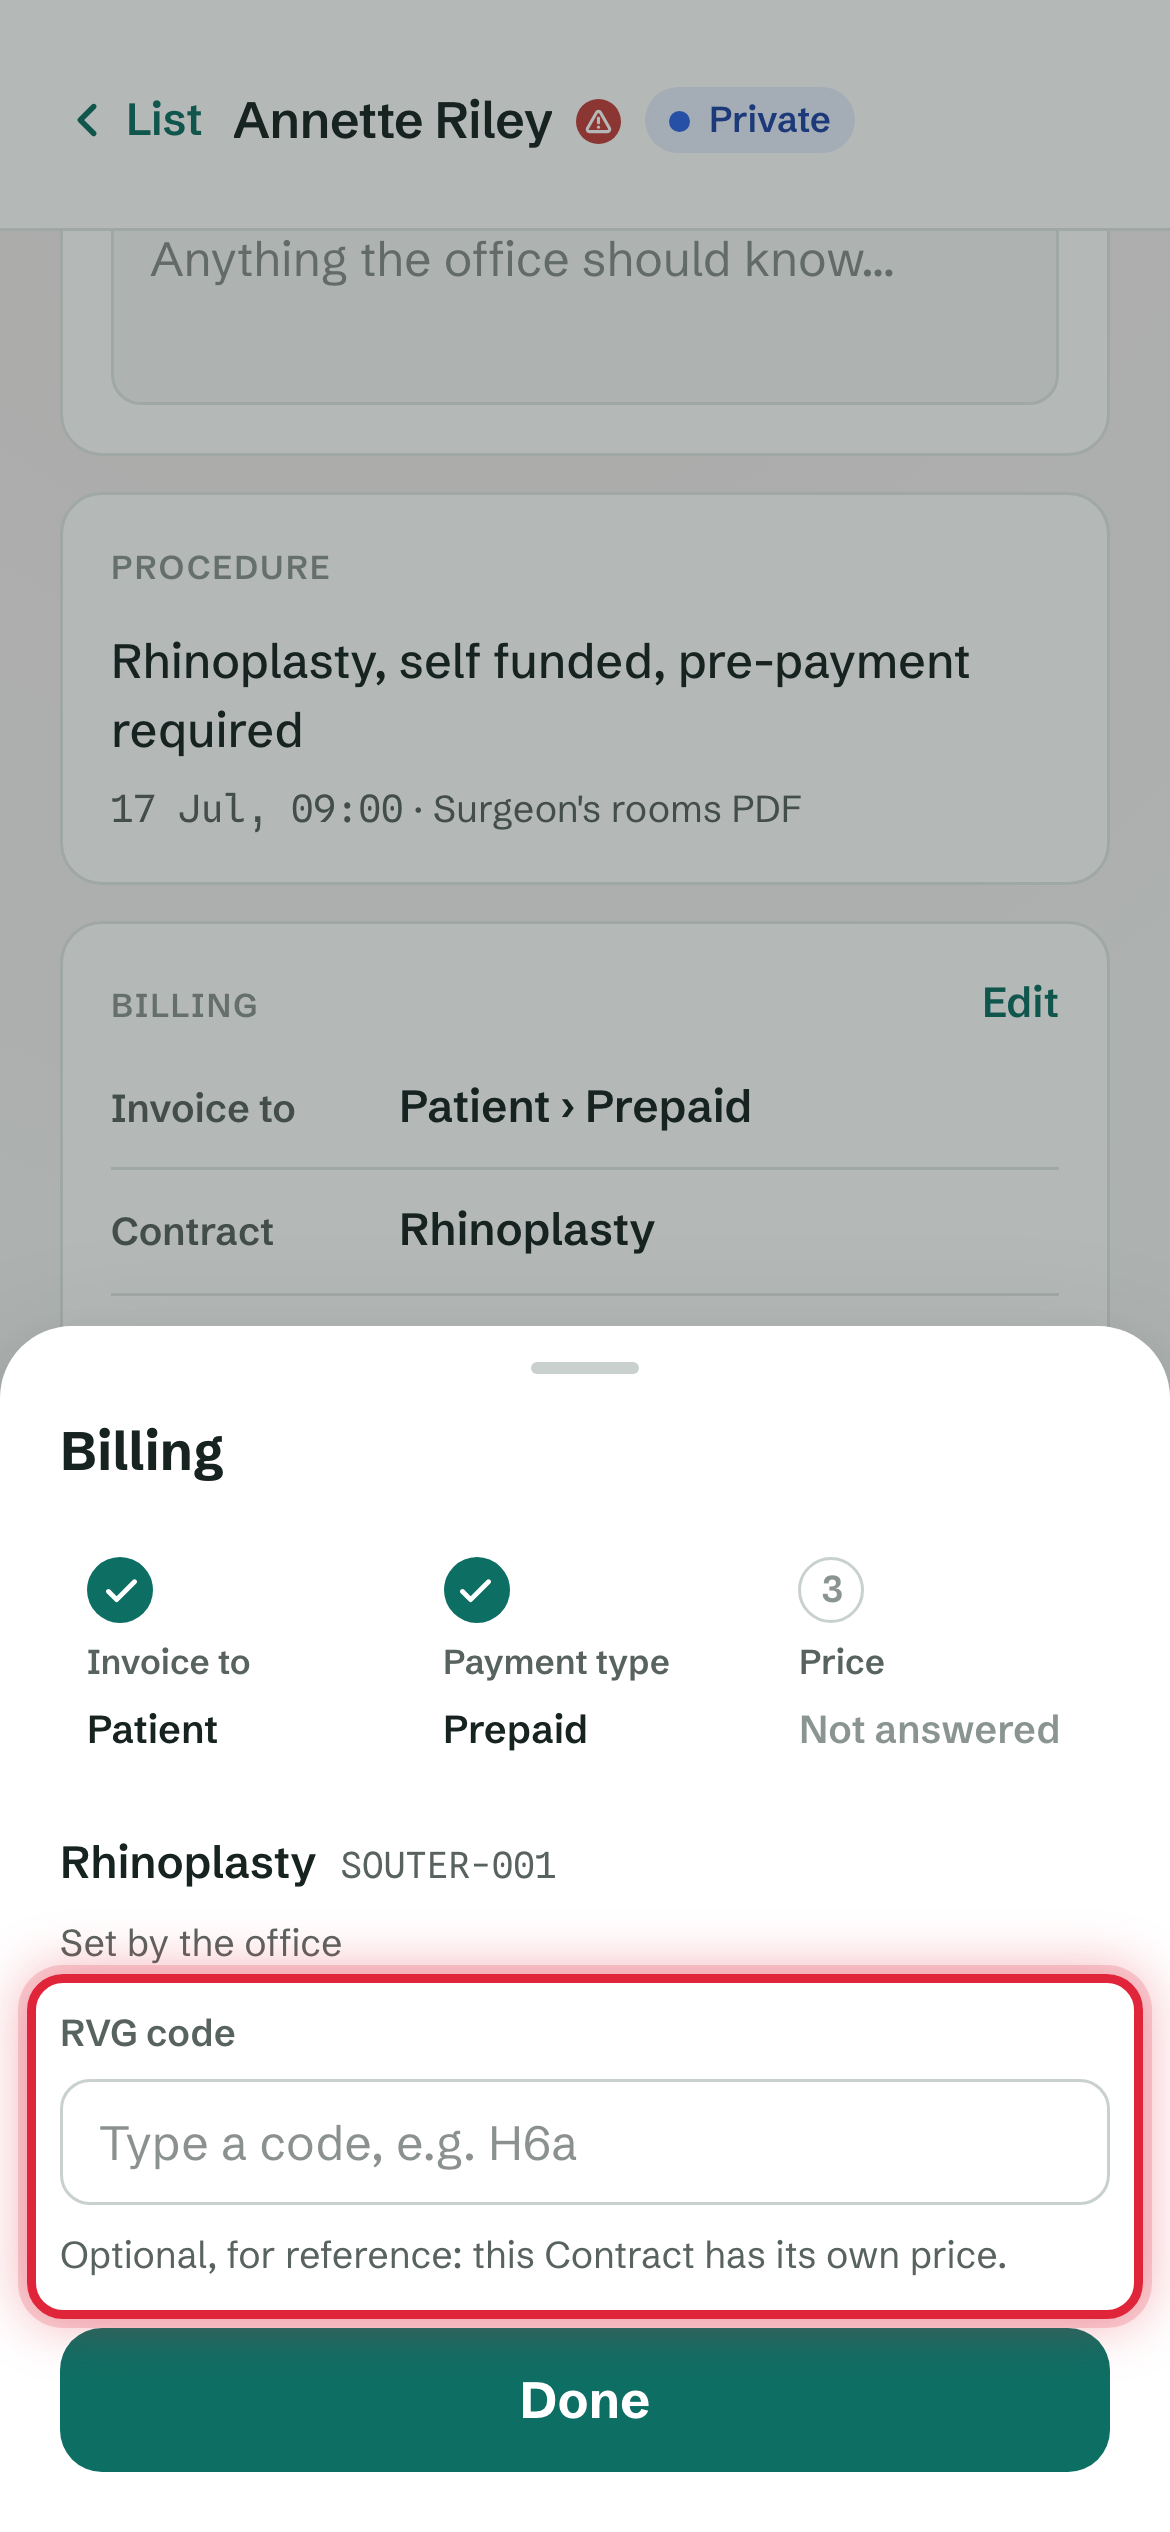 List Annette Riley Private
Anything the office should know...
PROCEDURE
Rhinoplasty, self funded, pre-payment
required
17 Jul, 09:00 · Surgeon's rooms PDF
BILLING Edit
Invoice to Patient › Prepaid
Contract Rhinoplasty
Billing
3
Invoice to Payment type Price
Patient Prepaid Not answered
Rhinoplasty SOUTER-001
Set by the office
RVG code
Type a code, e.g. H6a
Optional, for reference: this Contract has its own price.
Done